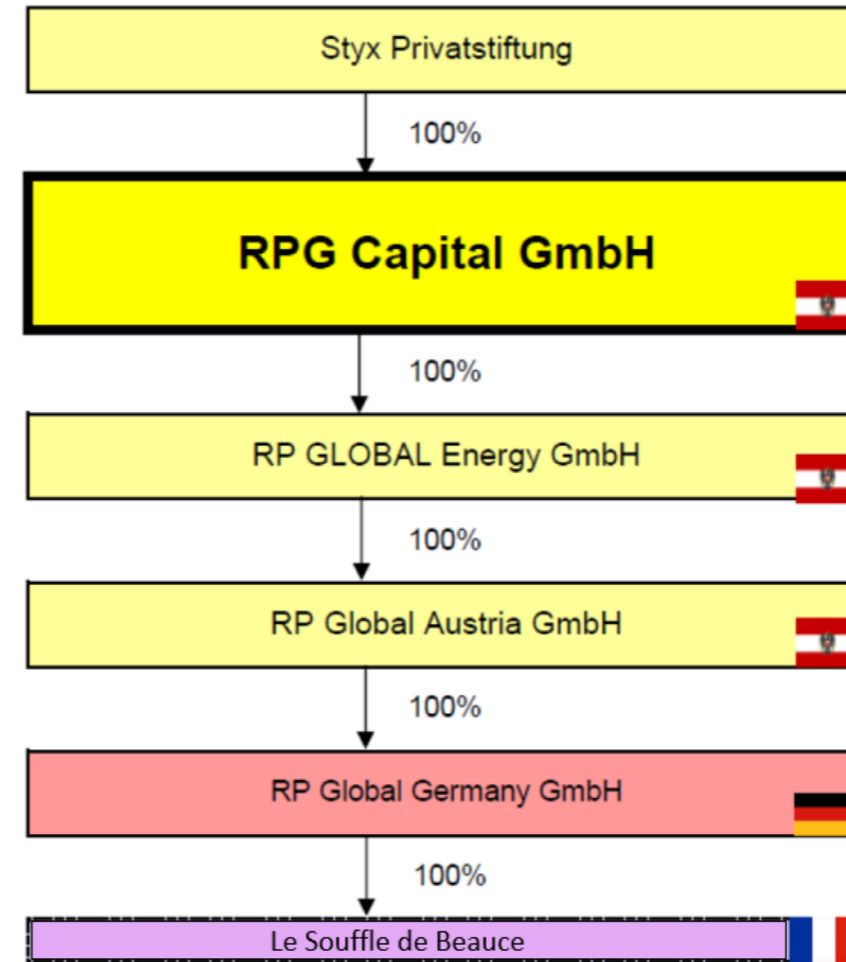 Styx Privatstiftung
100%
RPG Capital GmbH
100%
RP GLOBAL Energy GmbH
100%
RP Global Austria GmbH
100%
RP Global Germany GmbH
100%
Le Souffle de Beauce